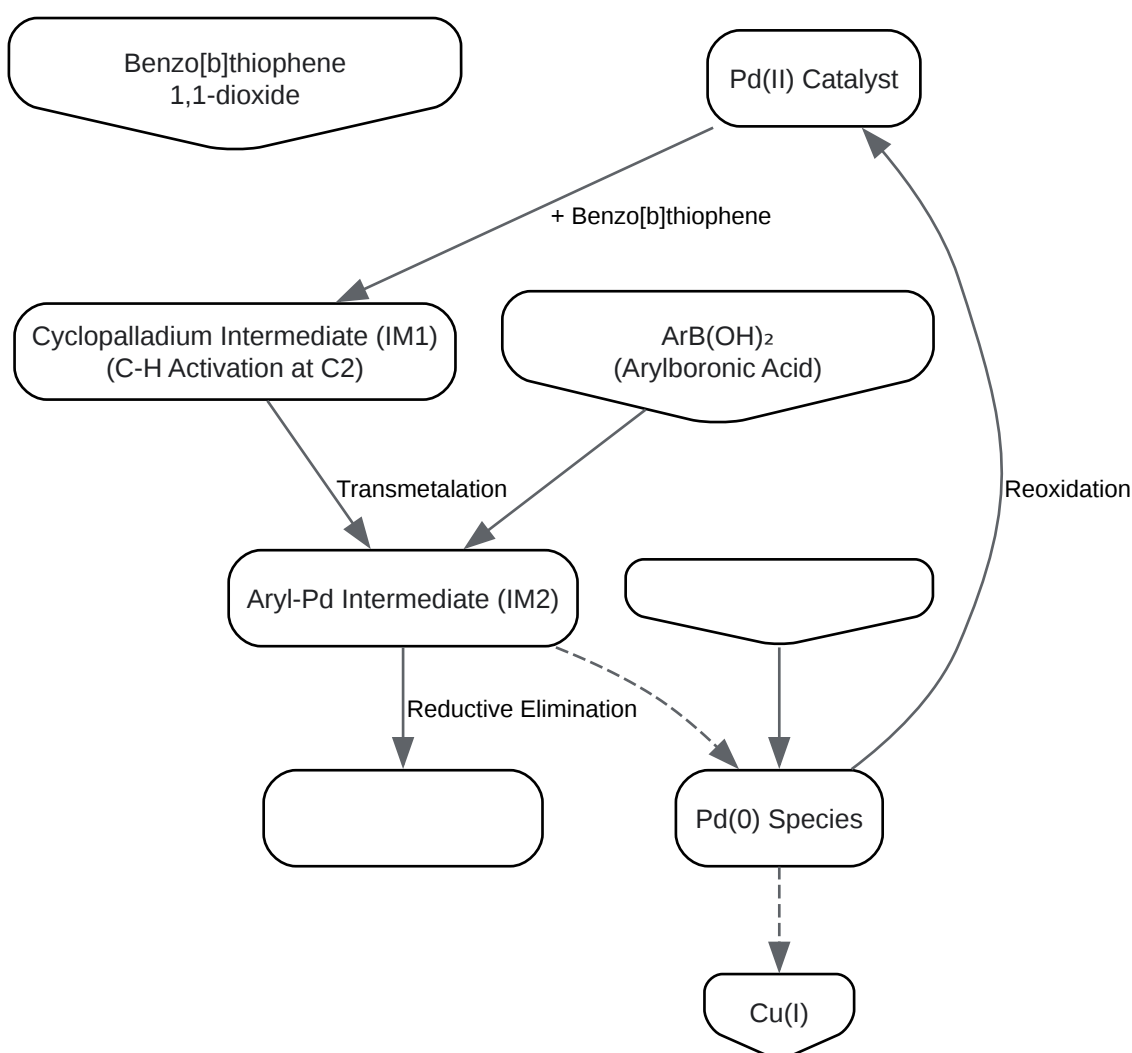 Benzo[b]thiophene
1,1-dioxide
Pd(II) Catalyst
+ Benzo[b]thiophene
Cyclopalladium Intermediate (IM1)
(C-H Activation at C2)
ArB(OH)₂
(Arylboronic Acid)
Transmetalation
Reoxidation
Aryl-Pd Intermediate (IM2)
Reductive Elimination
Pd(0) Species
Cu(I)